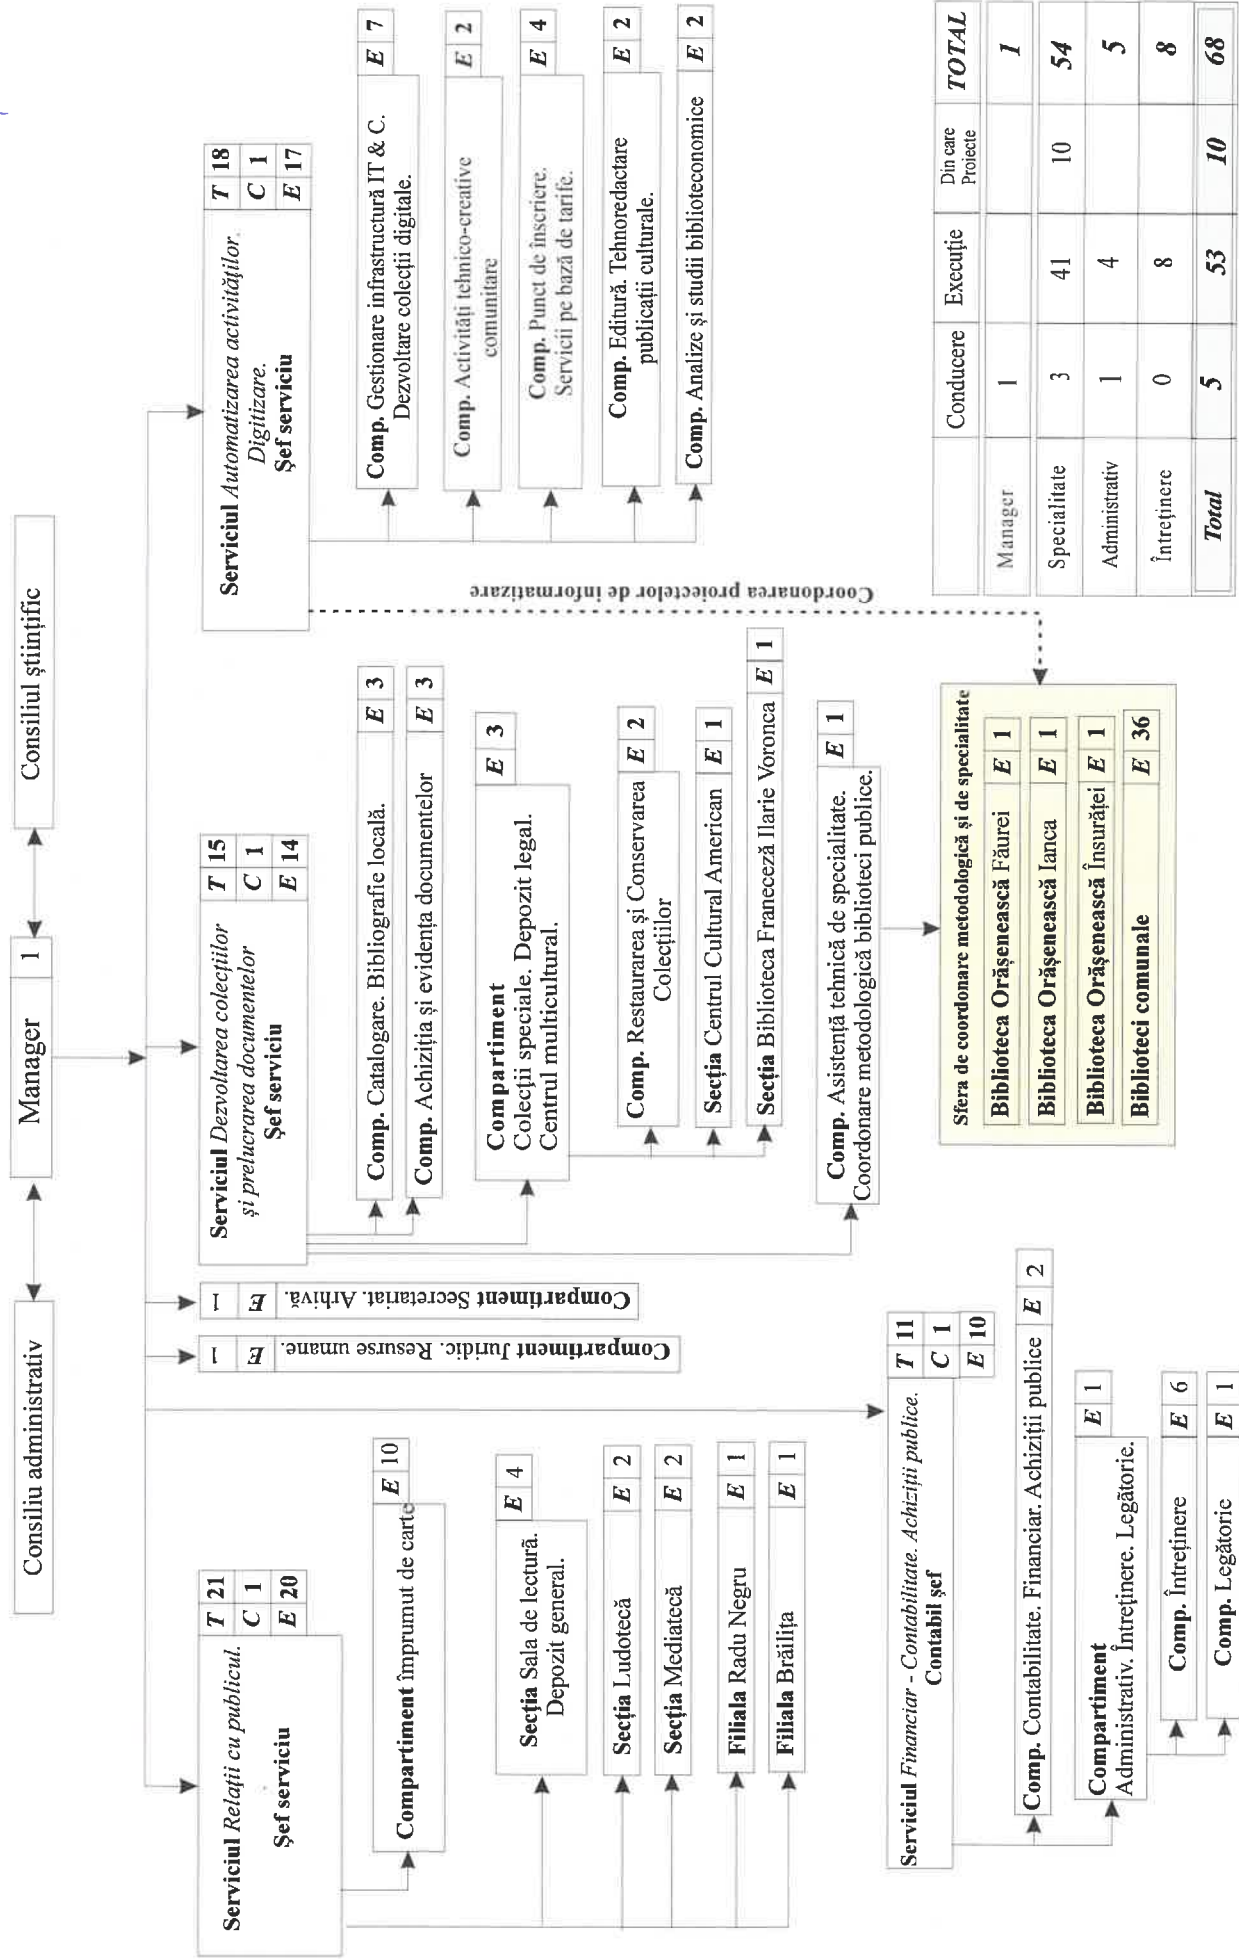 Consiliu administrativ
Manager 1
Consiliul științific
Serviciul Relații cu publicul.
Șef serviciu
T 21
C 1
E 20
Compartiment împrumut de carte E 10
Secția Sala de lectură.
Depozit general.
E 4
Secția Ludotecă E 2
Secția Mediatecă E 2
Filiala Radu Negru E 1
Filiala Brăilița E 1
Compartiment Juridic. Resurse umane. E 1
Compartiment Secretariat. Arhivă. E 1
Serviciul Financiar - Contabilitate. Achiziții publice.
Contabil șef
T 11
C 1
E 10
Comp. Contabilitate. Financiar. Achiziții publice E 2
Compartiment
Administrativ. Întreținere. Legătorie.
E 1
Comp. Întreținere E 6
Comp. Legătorie E 1
Serviciul Dezvoltarea colecțiilor
și prelucrarea documentelor
Șef serviciu
T 15
C 1
E 14
Comp. Catalogare. Bibliografie locală. E 3
Comp. Achiziția și evidența documentelor E 3
Compartiment
Colecții speciale. Depozit legal.
Centrul multicultural.
E 3
Comp. Restaurarea și Conservarea
Colecțiilor
E 2
Secția Centrul Cultural American E 1
Secția Biblioteca Franeceză Ilarie Voronca E 1
Comp. Asistență tehnică de specialitate.
Coordonare metodologică biblioteci publice.
E 1
Sfera de coordonare metodologică și de specialitate
Biblioteca Orășenească Făurei E 1
Biblioteca Orășenească Ianca E 1
Biblioteca Orășenească Însurăței E 1
Biblioteci comunale E 36
Coordonarea proiectelor de informatizare
Serviciul Automatizarea activităților.
Digitizare.
Șef serviciu
T 18
C 1
E 17
Comp. Gestionare infrastructură IT & C.
Dezvoltare colecții digitale.
E 7
Comp. Activități tehnico-creative
comunitare
E 2
Comp. Punct de înscriere.
Servicii pe bază de tarife.
E 4
Comp. Editură. Tehnoredactare
publicații culturale.
E 2
Comp. Analize și studii biblioteconomice E 2
Conducere Execuție Din care Proiecte TOTAL
Manager 1 1
Specialitate 3 41 10 54
Administrativ 1 4 5
Întreținere 0 8 8
Total 5 53 10 68